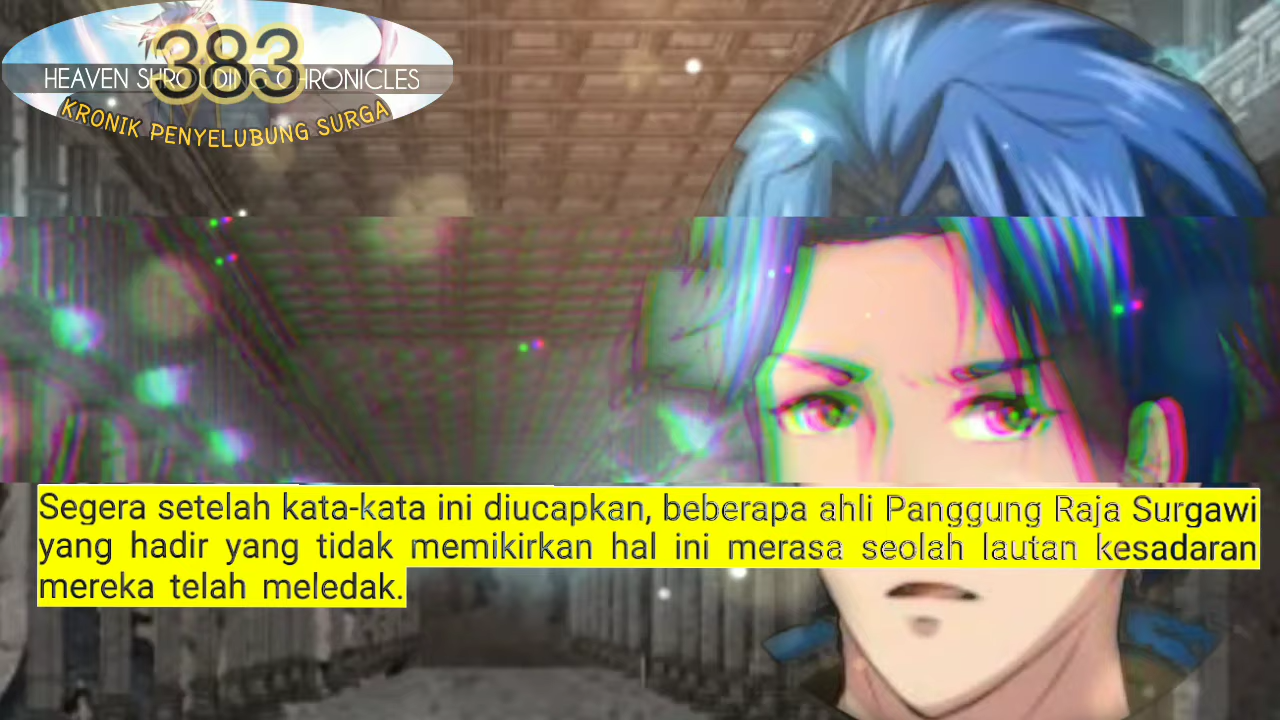 383
HEAVEN SHROUDING CHRONICLES
KRONIK PENYELUBUNG SURGA
Segera setelah kata-kata ini diucapkan, beberapa ahli Panggung Raja Surgawi
yang hadir yang tidak memikirkan hal ini merasa seolah lautan kesadaran
mereka telah meledak.